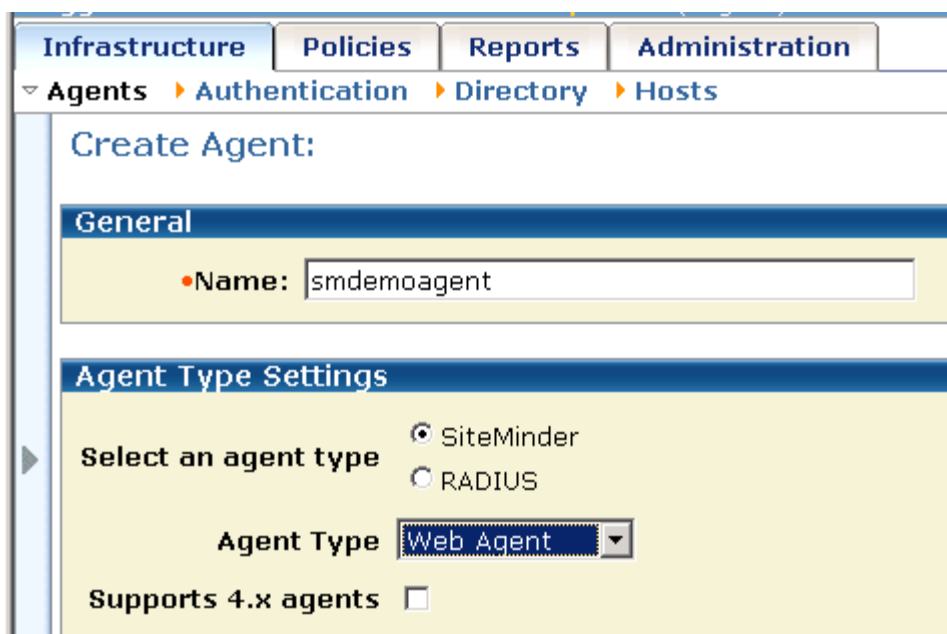 Infrastructure Policies Reports Administration
Agents Authentication Directory Hosts
Create Agent:
General
•Name: smdemoagent
Agent Type Settings
Select an agent type
SiteMinder
RADIUS
Agent Type Web Agent
Supports 4.x agents